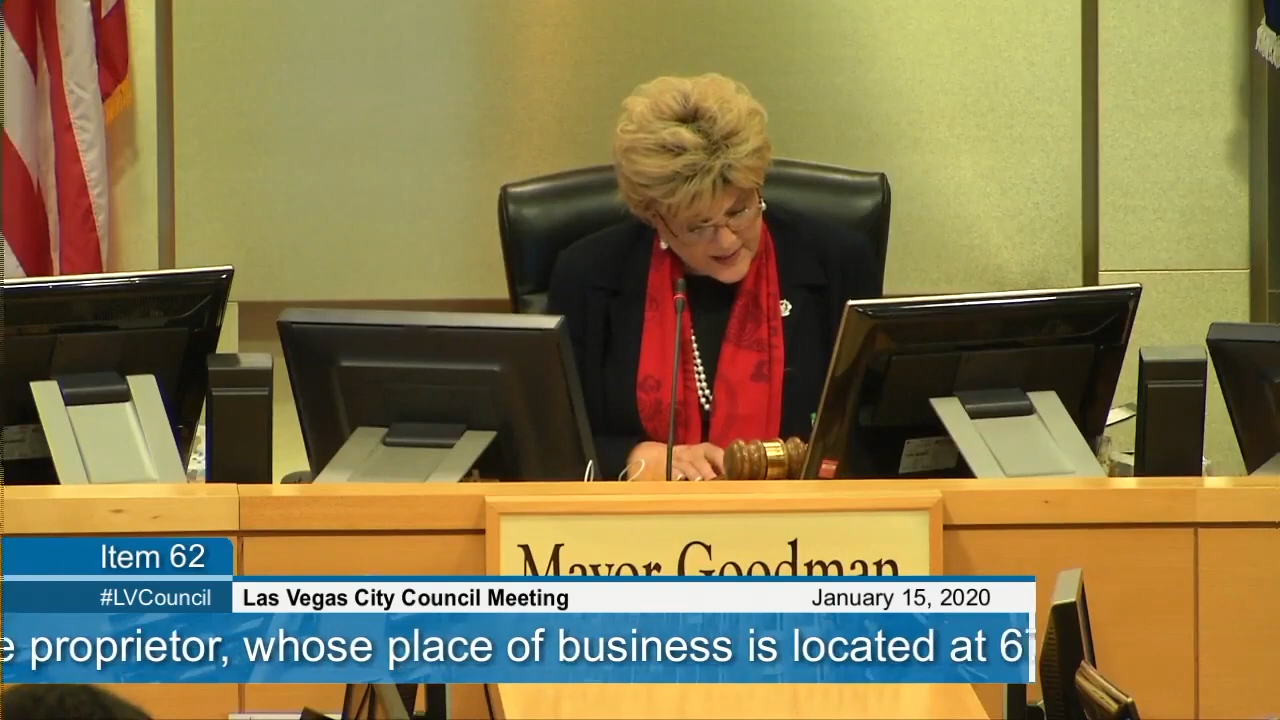 Mayor Goodman
Item 62
#LVCouncil
Las Vegas City Council Meeting
January 15, 2020
proprietor, whose place of business is located at